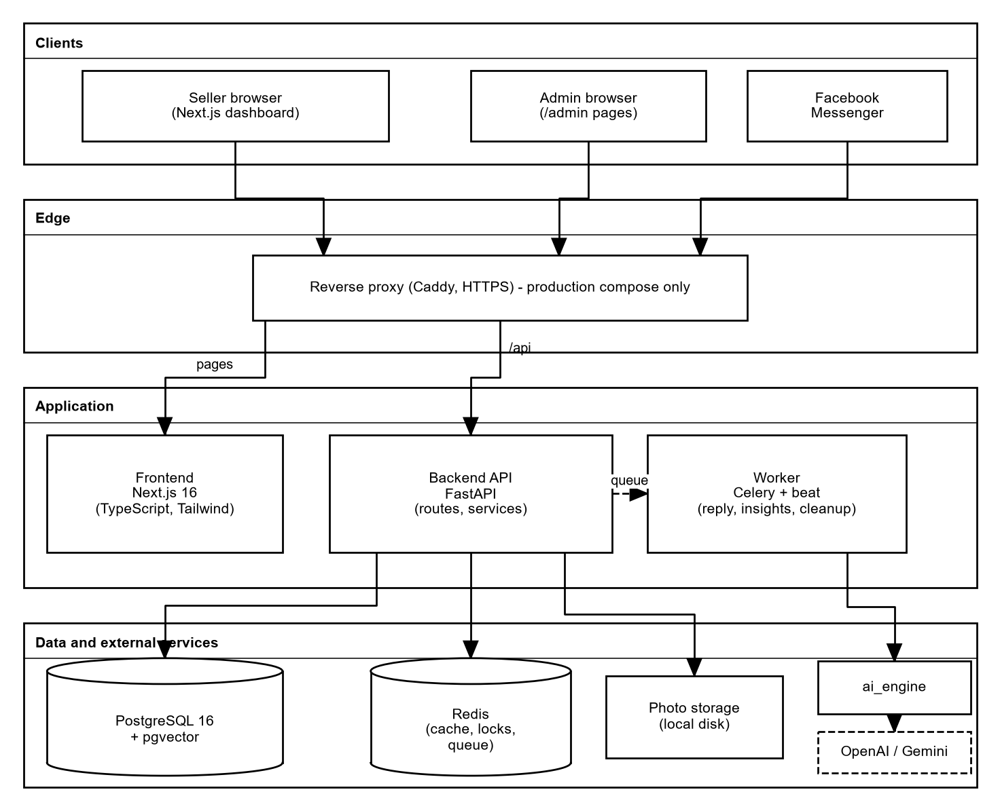 Clients
Seller browser
(Next.js dashboard)
Admin browser
(/admin pages)
Facebook
Messenger
Edge
Reverse proxy (Caddy, HTTPS) - production compose only
pages
/api
Application
Frontend
Next.js 16
(TypeScript, Tailwind)
Backend API
FastAPI
(routes, services)
queue
Worker
Celery + beat
(reply, insights, cleanup)
Data and external services
PostgreSQL 16
+ pgvector
Redis
(cache, locks,
queue)
Photo storage
(local disk)
ai_engine
OpenAI / Gemini